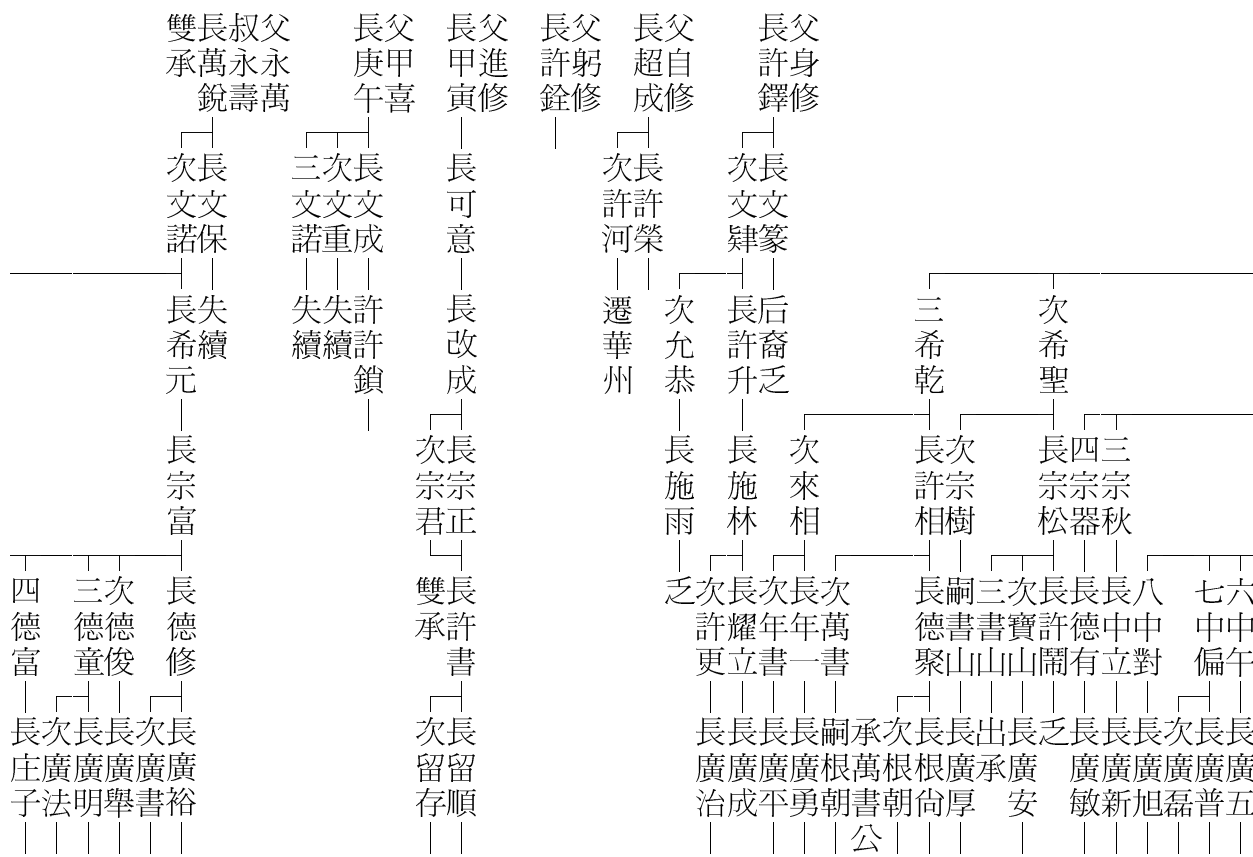 父身修
長許鐸
父自修
長超成
父躬修
長許銓
父進修
長甲寅
父甲喜
長庚午
父永萬
叔永壽
長萬銳
雙承
長文篆
次文肄
長許榮
次許河
長可意
長文成
次文重
三文諾
長文保
次文諾
次希聖
三希乾
后裔乏
長許升
次允恭
遷華州
長改成
許許鎖
失續
失續
失續
長希元
三宗秋
四宗器
長宗松
次宗樹
長許相
次來相
長施林
長施雨
長宗正
次宗君
長宗富
六中午
七中偏
八中對
長中立
長德有
長許鬧
次寶山
三書山
嗣書山
長德聚
次萬書
長年一
次年書
長耀立
次許更
乏
長許書
雙承
長德修
次德俊
三德童
四德富
長廣五
長廣普
次廣磊
長廣旭
長廣新
長廣敏
乏
長廣安
出承
長廣厚
長根尙
次根朝
承萬書公
嗣根朝
長廣勇
長廣平
長廣成
長廣治
長留順
次留存
長廣裕
次廣書
長廣舉
長廣明
次廣法
長庄子